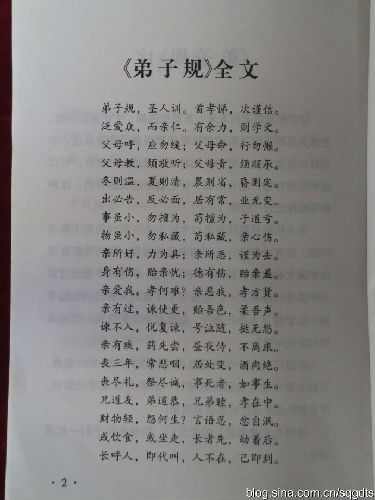 《弟子规》全文
弟子规，圣人训。首孝悌，次谨信。
泛爱众，而亲仁。有余力，则学文。
父母呼，应勿缓；父母命，行勿懒。
父母教，须敬听；父母责，须顺承。
冬则温，夏则凊，晨则省，昏则定。
出必告，反必面，居有常，业无变。
事虽小，勿擅为，苟擅为，子道亏。
物虽小，勿私藏，苟私藏，亲心伤。
亲所好，力为具；亲所恶，谨为去。
身有伤，贻亲忧；德有伤，贻亲羞。
亲爱我，孝何难？亲恶我，孝方贤。
亲有过，谏使更，怡吾色，柔吾声。
谏不入，悦复谏，号泣随，挞无怨。
亲有疾，药先尝，昼夜侍，不离床。
丧三年，常悲咽，居处变，酒肉绝。
丧尽礼，祭尽诚，事死者，如事生。
兄道友，弟道恭，兄弟睦，孝在中。
财物轻，怨何生？言语忍，忿自泯。
或饮食，或坐走，长者先，幼者后。
长呼人，即代叫，人不在，己即到。
·2·
blog.sina.com.cn/sqgdts